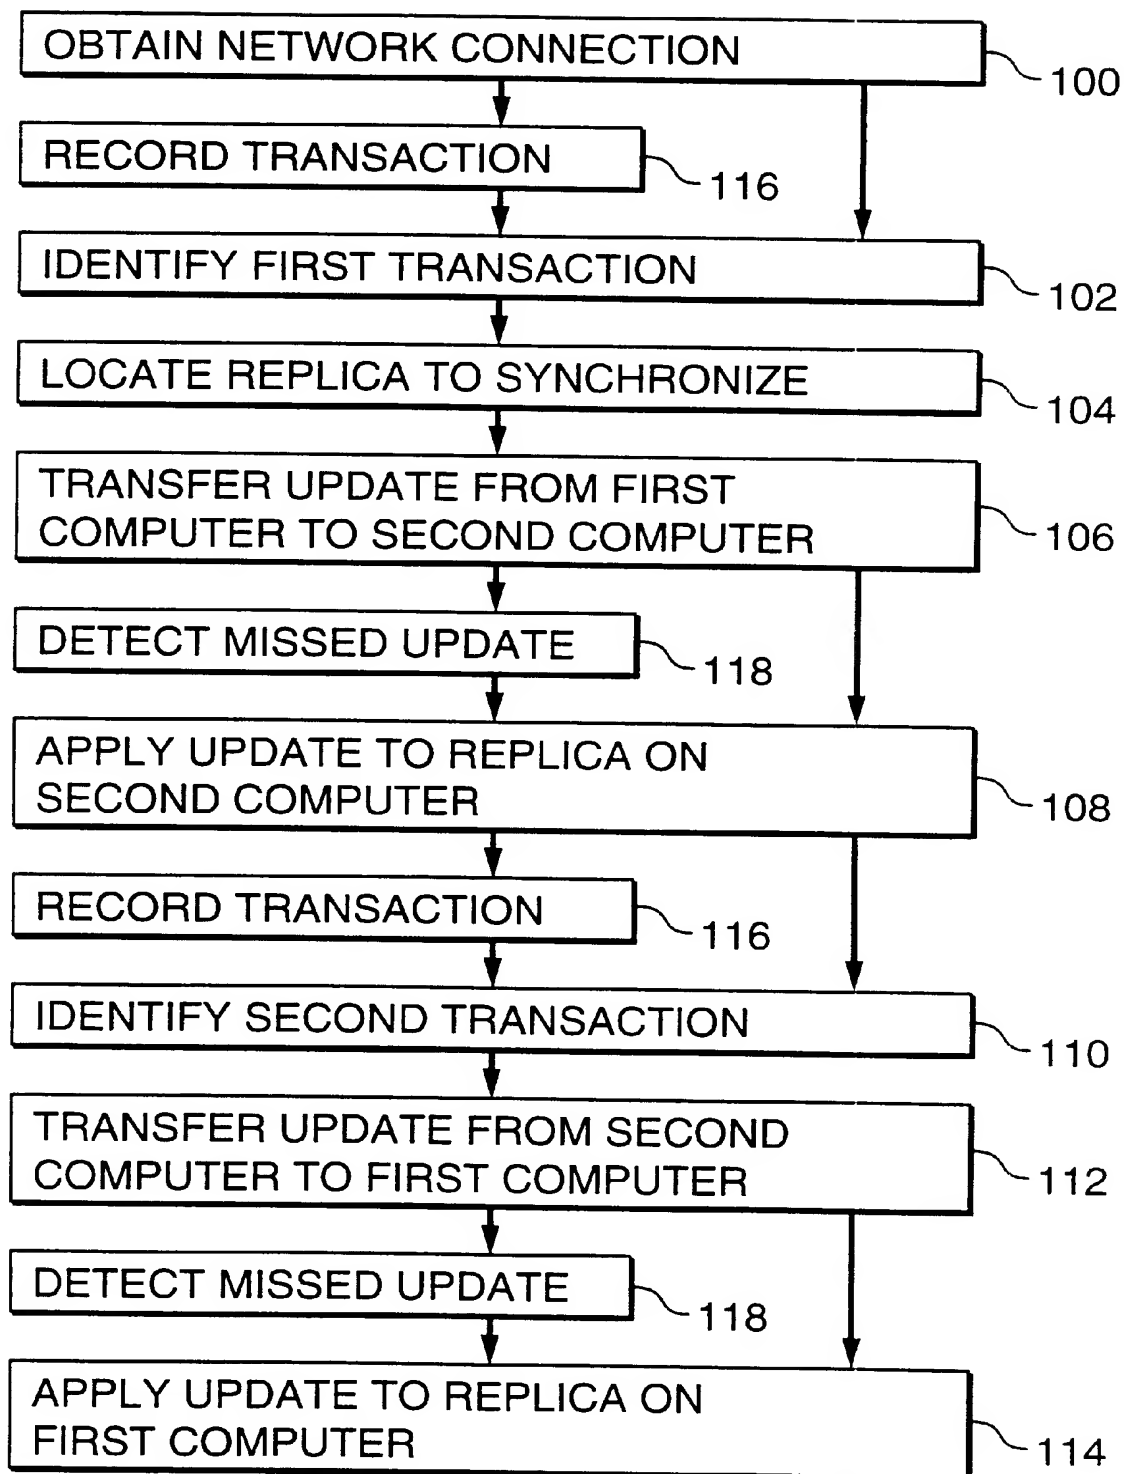 OBTAIN NETWORK CONNECTION
100
RECORD TRANSACTION
116
IDENTIFY FIRST TRANSACTION
102
LOCATE REPLICA TO SYNCHRONIZE
104
TRANSFER UPDATE FROM FIRST
COMPUTER TO SECOND COMPUTER
106
DETECT MISSED UPDATE
118
APPLY UPDATE TO REPLICA ON
SECOND COMPUTER
108
RECORD TRANSACTION
116
IDENTIFY SECOND TRANSACTION
110
TRANSFER UPDATE FROM SECOND
COMPUTER TO FIRST COMPUTER
112
DETECT MISSED UPDATE
118
APPLY UPDATE TO REPLICA ON
FIRST COMPUTER
114